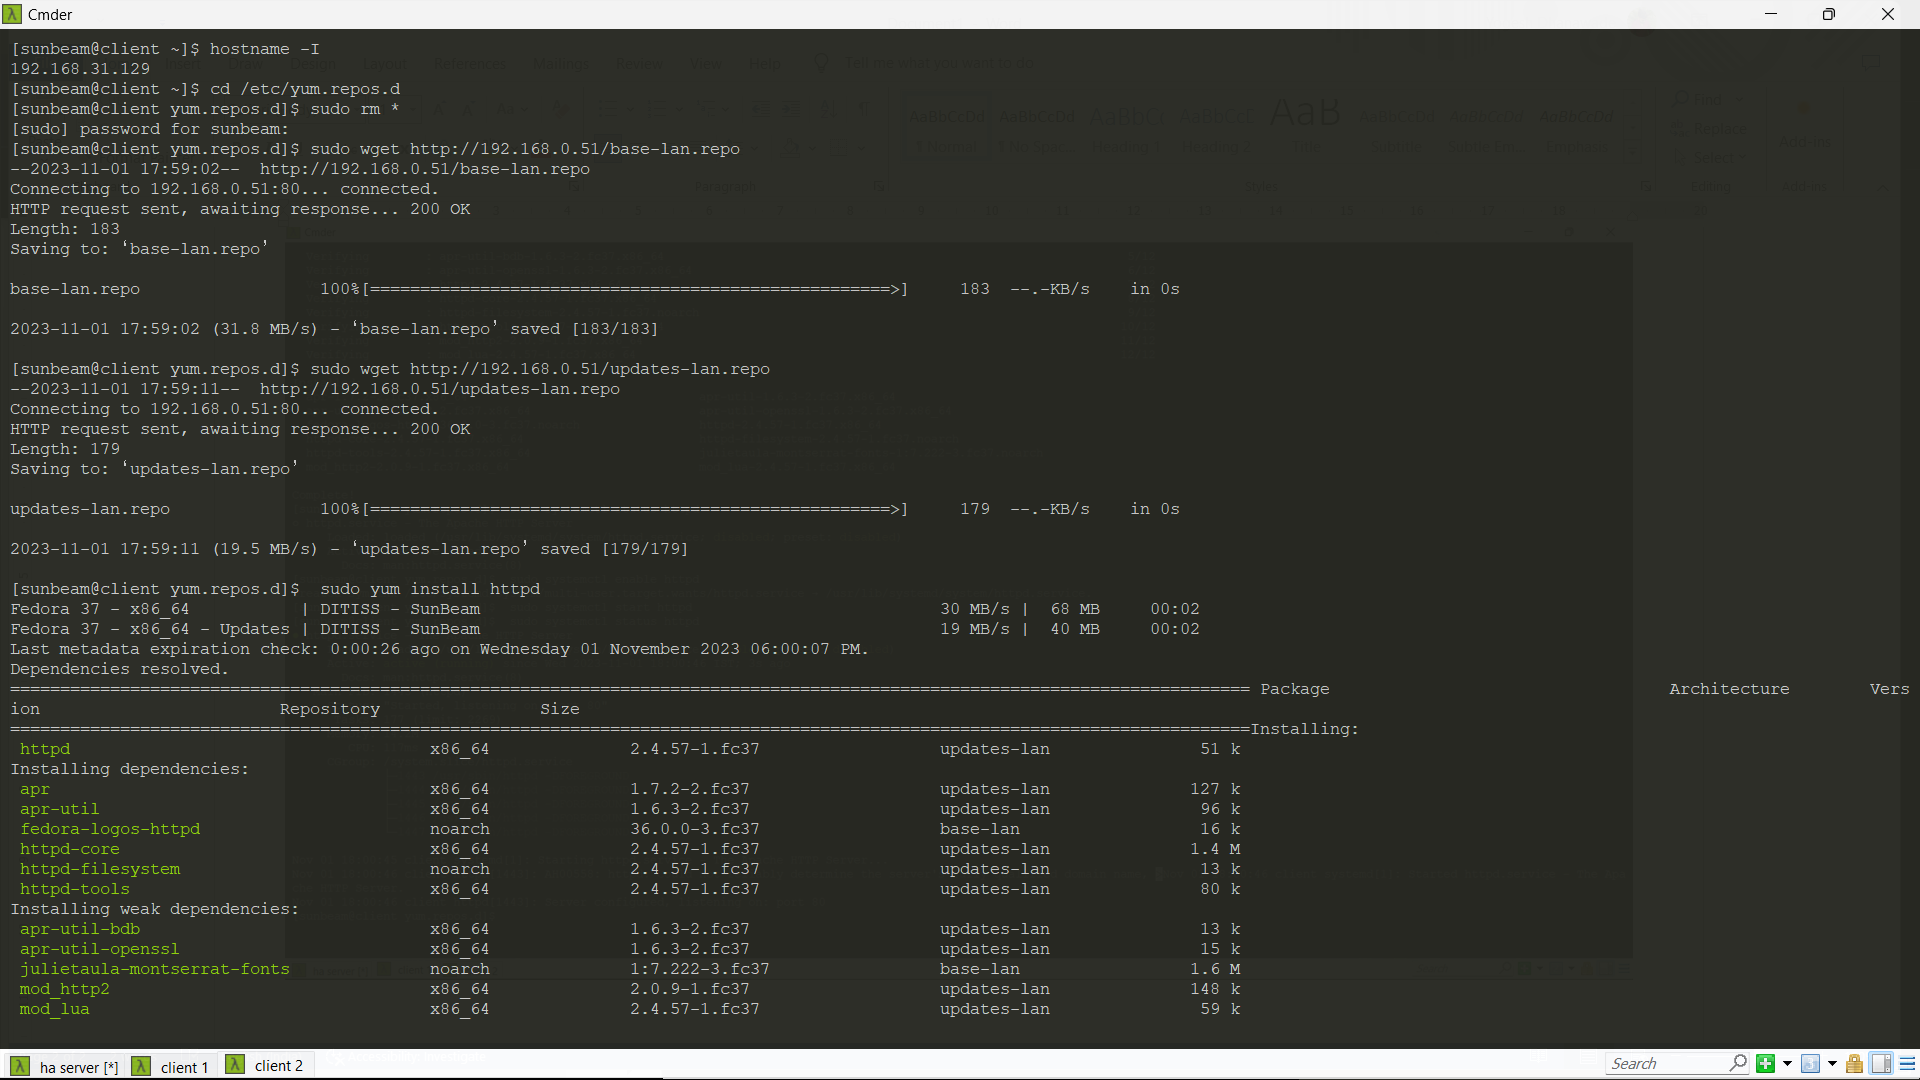 Cmder
[sunbeam@client ~]$ hostname -I
192.168.31.129
[sunbeam@client ~]$ cd /etc/yum.repos.d
[sunbeam@client yum.repos.d]$ sudo rm *
[sudo] password for sunbeam:
[sunbeam@client yum.repos.d]$ sudo wget http://192.168.0.51/base-lan.repo
--2023-11-01 17:59:02--  http://192.168.0.51/base-lan.repo
Connecting to 192.168.0.51:80... connected.
HTTP request sent, awaiting response... 200 OK
Length: 183
Saving to: ‘base-lan.repo’
base-lan.repo 100%[====================================================>] 183 --.-KB/s in 0s
2023-11-01 17:59:02 (31.8 MB/s) - ‘base-lan.repo’ saved [183/183]
[sunbeam@client yum.repos.d]$ sudo wget http://192.168.0.51/updates-lan.repo
--2023-11-01 17:59:11--  http://192.168.0.51/updates-lan.repo
Connecting to 192.168.0.51:80... connected.
HTTP request sent, awaiting response... 200 OK
Length: 179
Saving to: ‘updates-lan.repo’
updates-lan.repo 100%[====================================================>] 179 --.-KB/s in 0s
2023-11-01 17:59:11 (19.5 MB/s) - ‘updates-lan.repo’ saved [179/179]
[sunbeam@client yum.repos.d]$  sudo yum install httpd
Fedora 37 - x86_64 | DITISS - SunBeam 30 MB/s | 68 MB 00:02
Fedora 37 - x86_64 - Updates | DITISS - SunBeam 19 MB/s | 40 MB 00:02
Last metadata expiration check: 0:00:26 ago on Wednesday 01 November 2023 06:00:07 PM.
Dependencies resolved.
============================================================================================================================ Package Architecture Vers
ion Repository Size
============================================================================================================================Installing:
httpd x86_64 2.4.57-1.fc37 updates-lan 51 k
Installing dependencies:
apr x86_64 1.7.2-2.fc37 updates-lan 127 k
apr-util x86_64 1.6.3-2.fc37 updates-lan 96 k
fedora-logos-httpd noarch 36.0.0-3.fc37 base-lan 16 k
httpd-core x86_64 2.4.57-1.fc37 updates-lan 1.4 M
httpd-filesystem noarch 2.4.57-1.fc37 updates-lan 13 k
httpd-tools x86_64 2.4.57-1.fc37 updates-lan 80 k
Installing weak dependencies:
apr-util-bdb x86_64 1.6.3-2.fc37 updates-lan 13 k
apr-util-openssl x86_64 1.6.3-2.fc37 updates-lan 15 k
julietaula-montserrat-fonts noarch 1:7.222-3.fc37 base-lan 1.6 M
mod_http2 x86_64 2.0.9-1.fc37 updates-lan 148 k
mod_lua x86_64 2.4.57-1.fc37 updates-lan 59 k
ha server [*] client 1 client 2 Search